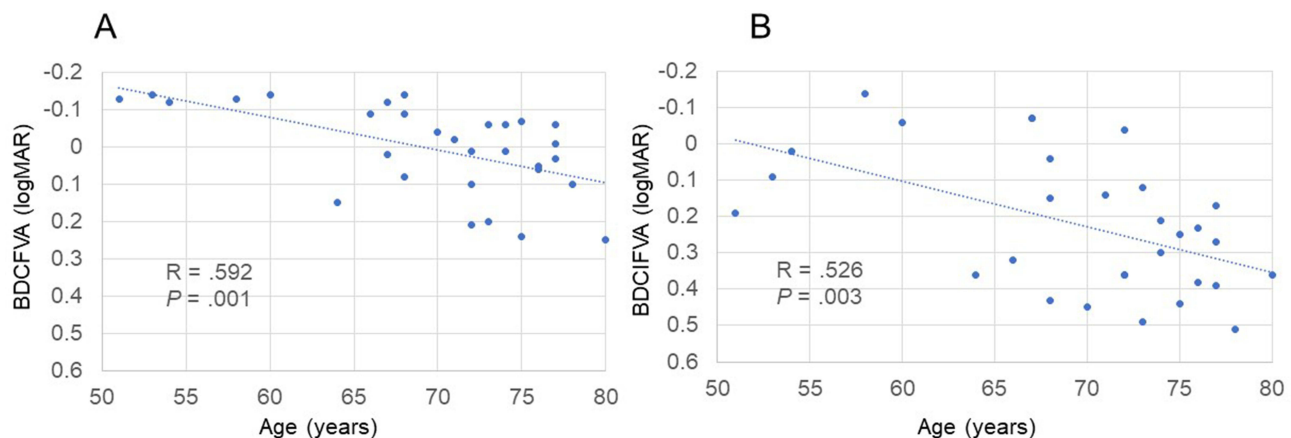 A
-0.2
-0.1
0
0.1
0.2
0.3
0.4
0.5
0.6
BDCFVA (logMAR)
R = .592
P = .001
50 55 60 65 70 75 80
Age (years)
B
-0.2
-0.1
0
0.1
0.2
0.3
0.4
0.5
0.6
BDCIFVA (logMAR)
R = .526
P = .003
50 55 60 65 70 75 80
Age (years)